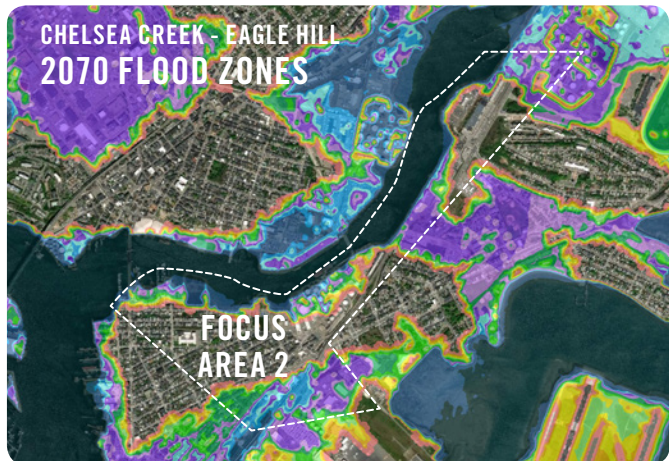 CHELSEA CREEK - EAGLE HILL
2070 FLOOD ZONES
FOCUS
AREA 2